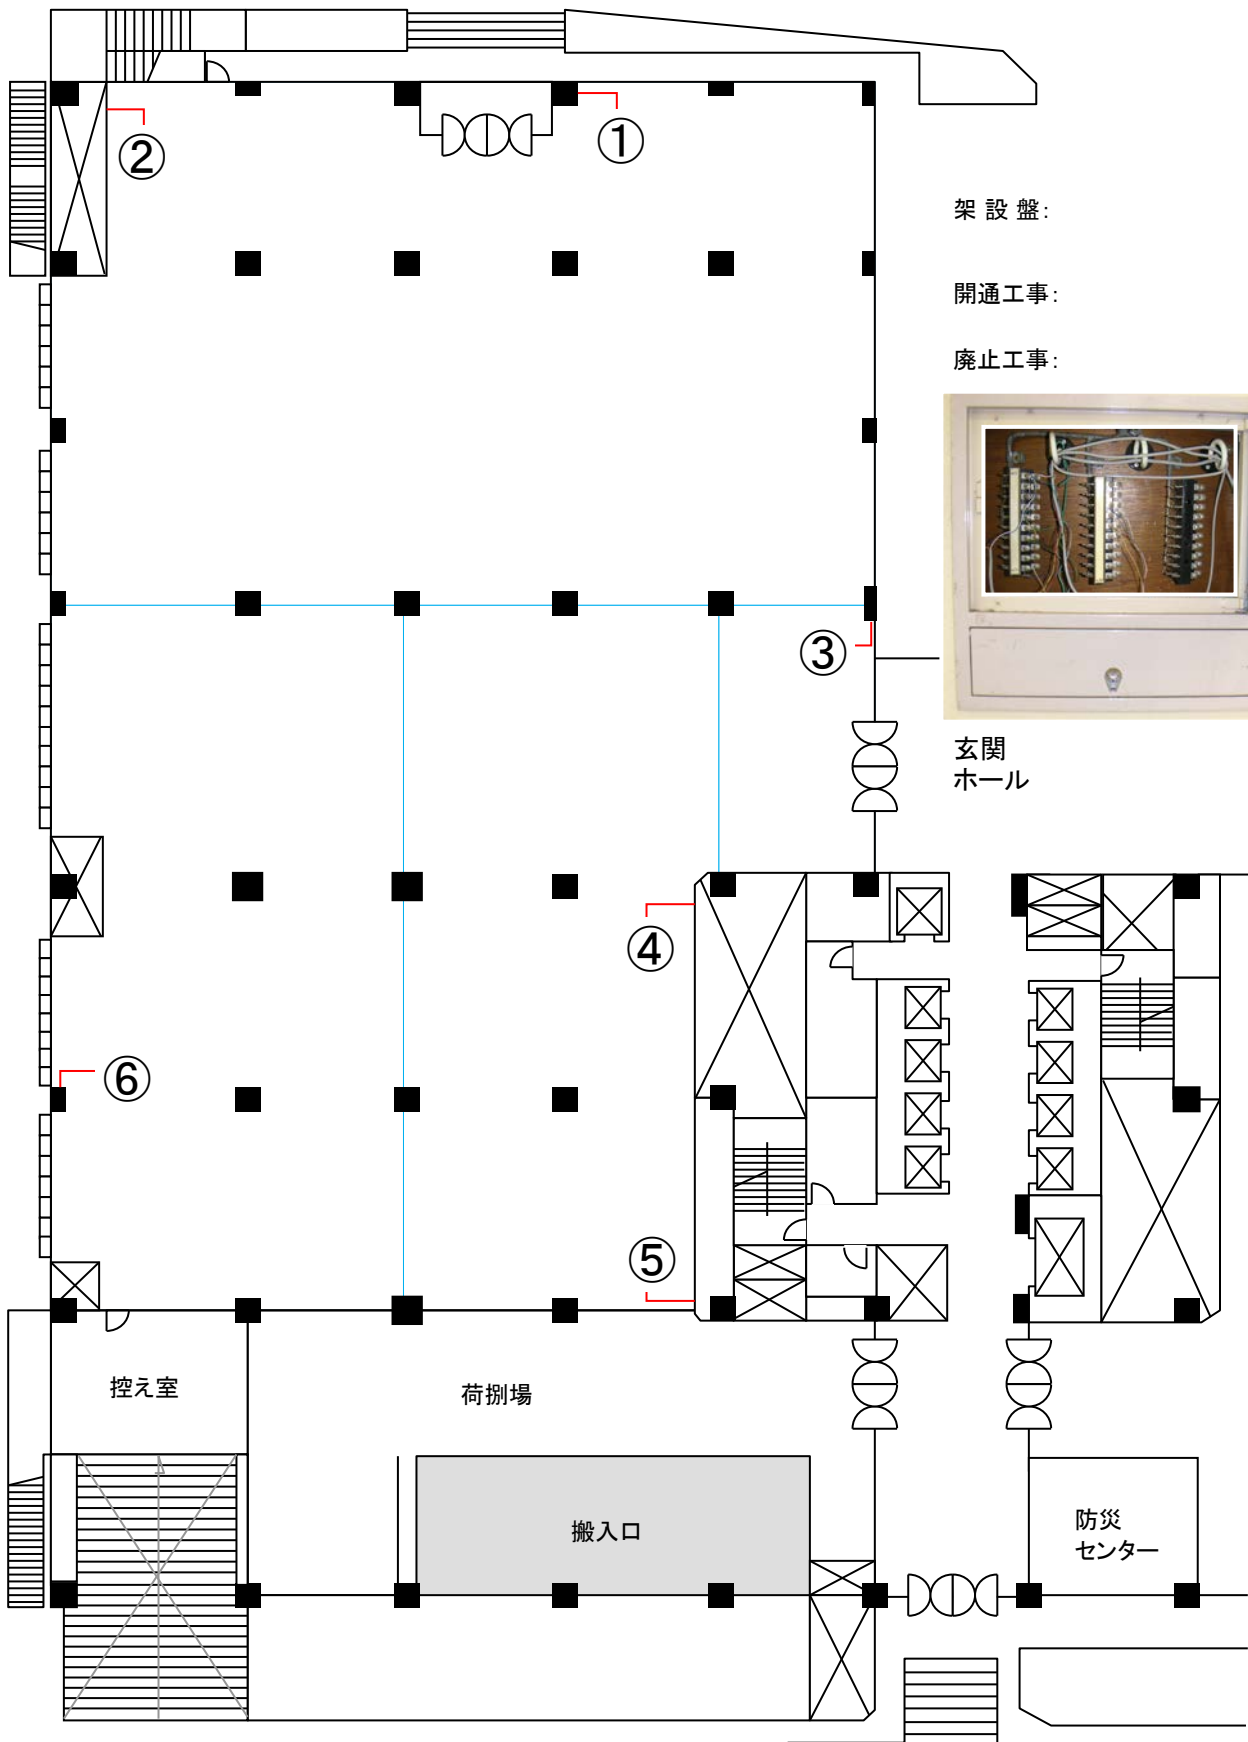 ①
②
架設盤:
開通工事:
廃止工事:
③
玄関
ホール
④
⑥
⑤
控え室
荷捌場
搬入口
防災
センター